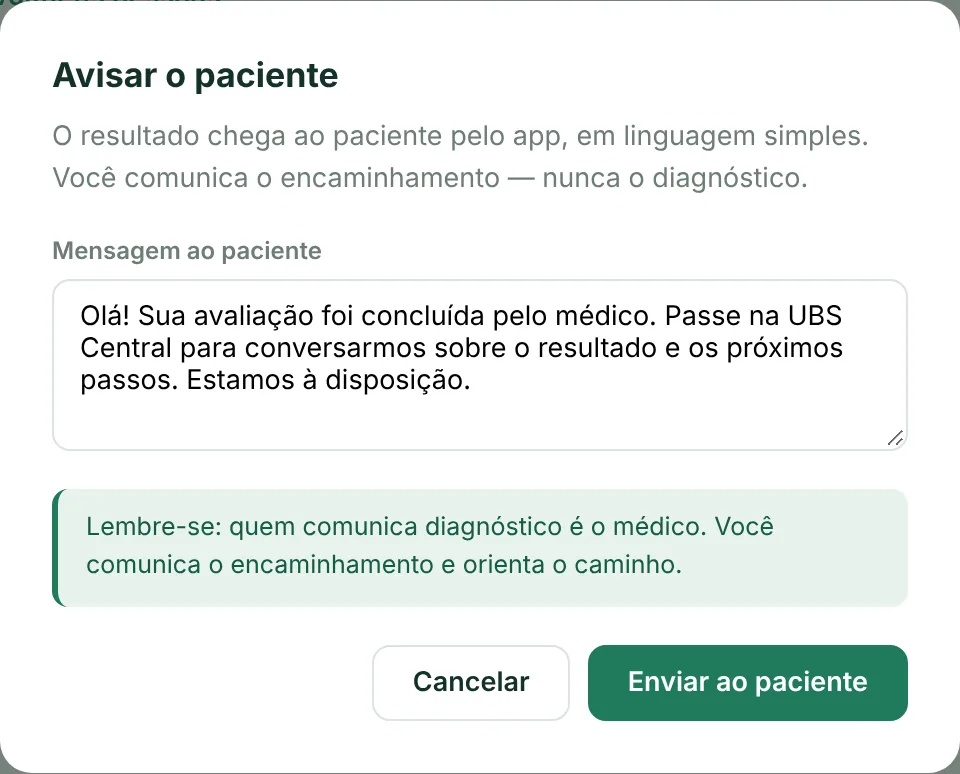 Avisar o paciente
O resultado chega ao paciente pelo app, em linguagem simples.
Você comunica o encaminhamento — nunca o diagnóstico.
Mensagem ao paciente
Olá! Sua avaliação foi concluída pelo médico. Passe na UBS
Central para conversarmos sobre o resultado e os próximos
passos. Estamos à disposição.
Lembre-se: quem comunica diagnóstico é o médico. Você
comunica o encaminhamento e orienta o caminho.
Cancelar
Enviar ao paciente